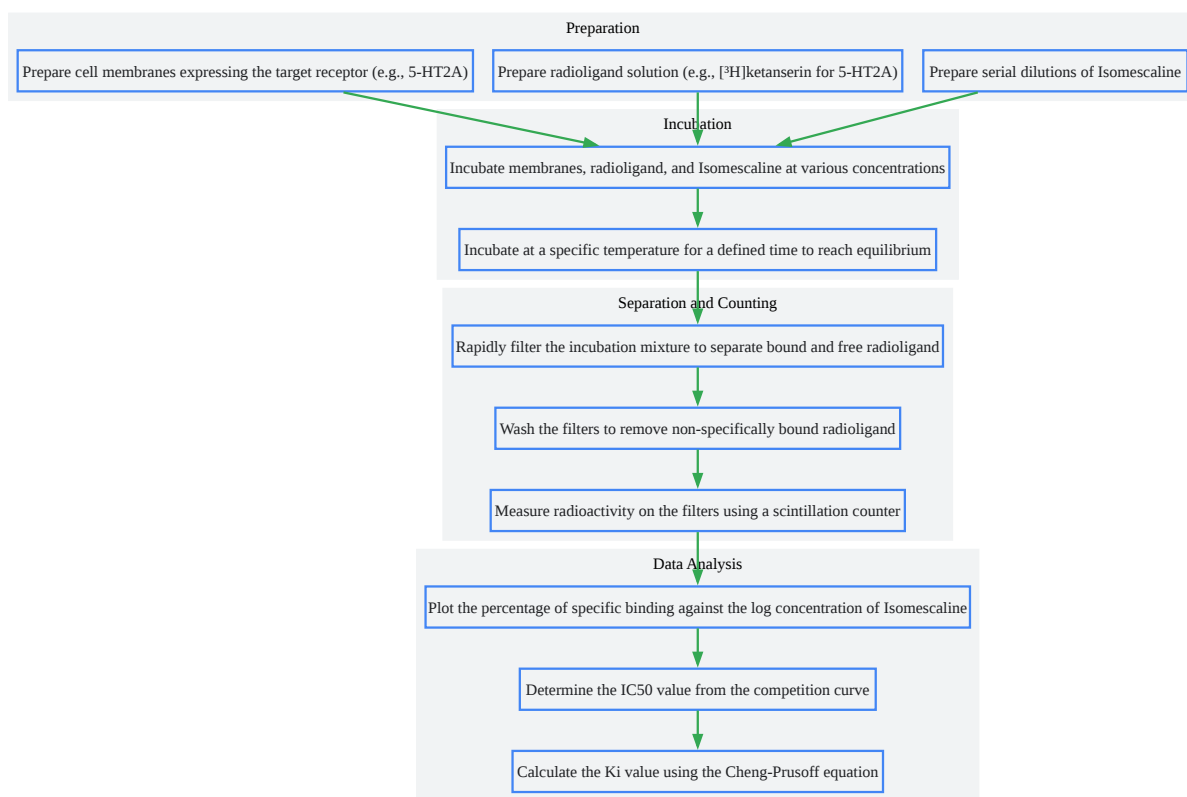 Preparation
Prepare cell membranes expressing the target receptor (e.g., 5-HT2A)
Prepare radioligand solution (e.g., [³H]ketanserin for 5-HT2A)
Prepare serial dilutions of Isomescaline
Incubation
Incubate membranes, radioligand, and Isomescaline at various concentrations
Incubate at a specific temperature for a defined time to reach equilibrium
Separation and Counting
Rapidly filter the incubation mixture to separate bound and free radioligand
Wash the filters to remove non-specifically bound radioligand
Measure radioactivity on the filters using a scintillation counter
Data Analysis
Plot the percentage of specific binding against the log concentration of Isomescaline
Determine the IC50 value from the competition curve
Calculate the Ki value using the Cheng-Prusoff equation